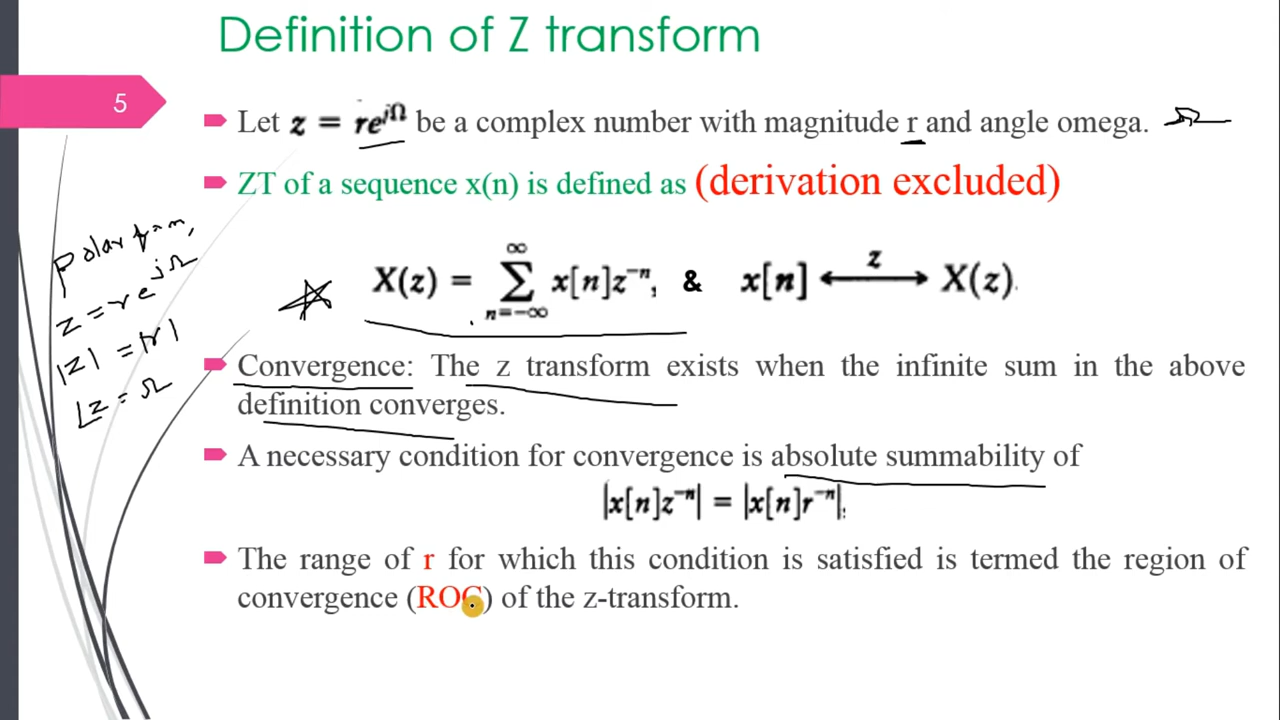 Definition of Z transform
5
Let z = re^{jΩ} be a complex number with magnitude r and angle omega. Ω
ZT of a sequence x(n) is defined as (derivation excluded)
Polar form,
z = re^{jΩ}
|z| = |r|
∠z = Ω
X(z) = ∑_{n=-∞}^{∞} x[n]z^{-n}, & x[n] ⟷^{z} X(z).
Convergence: The z transform exists when the infinite sum in the above
definition converges.
A necessary condition for convergence is absolute summability of
|x[n]z^{-n}| = |x[n]r^{-n}|,
The range of r for which this condition is satisfied is termed the region of
convergence (ROC) of the z-transform.